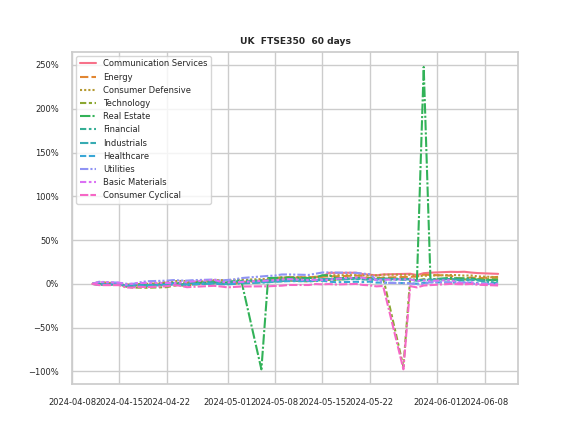 UK FTSE350 60 days
250%
200%
150%
100%
50%
0%
−50%
−100%
Communication Services
Energy
Consumer Defensive
Technology
Real Estate
Financial
Industrials
Healthcare
Utilities
Basic Materials
Consumer Cyclical
2024-04-08 2024-04-15 2024-04-22 2024-05-01 2024-05-08 2024-05-15 2024-05-22 2024-06-01 2024-06-08